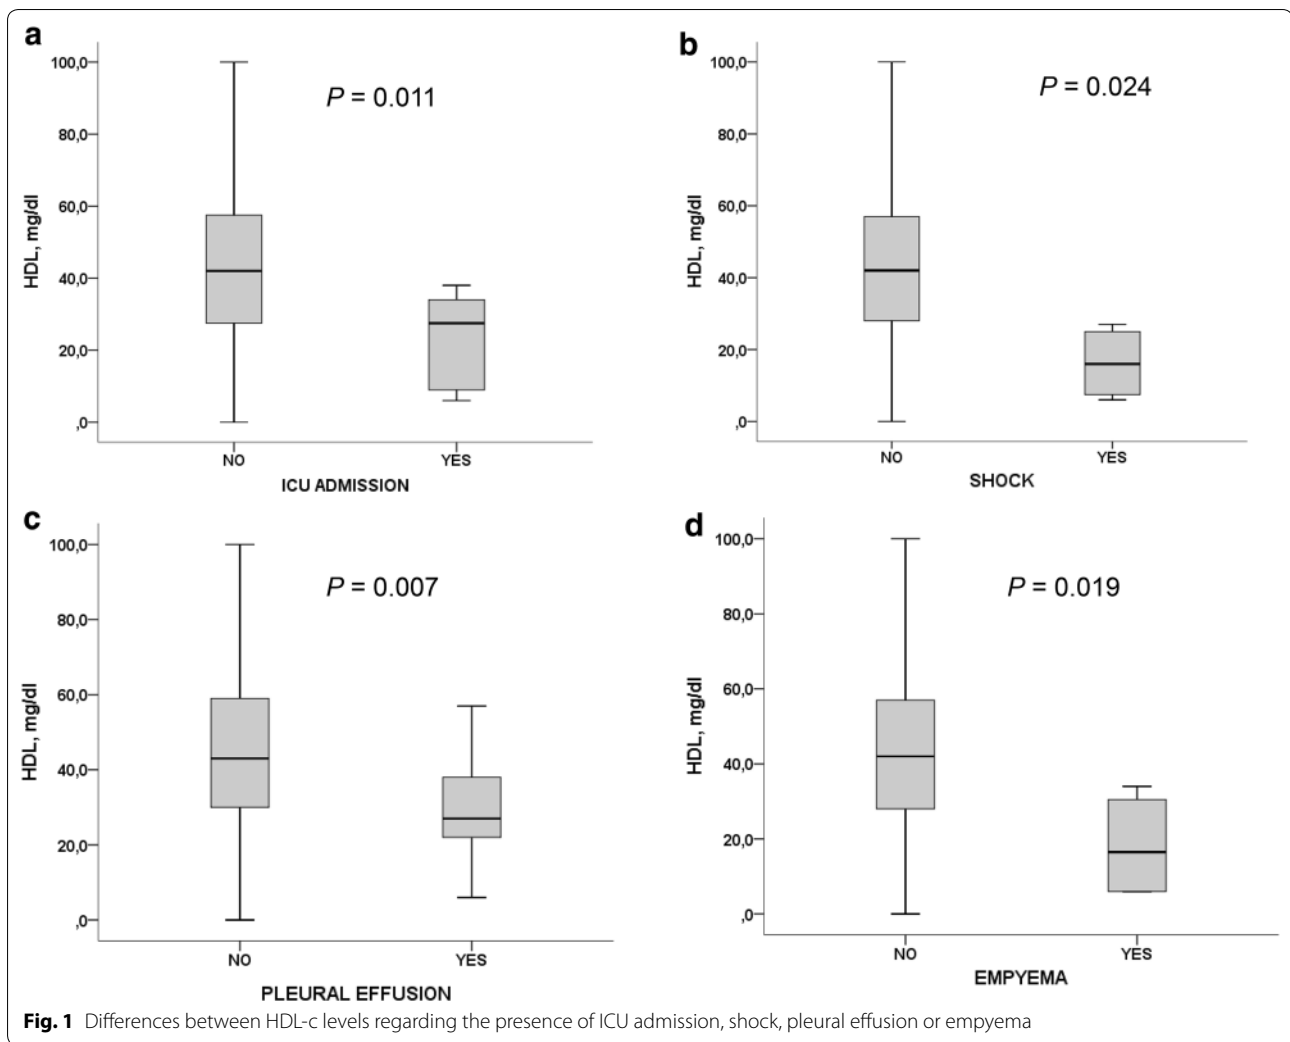 a
100,0
80,0
60,0
40,0
20,0
,0
HDL, mg/dl
P = 0.011
NO YES
ICU ADMISSION
b
100,0
80,0
60,0
40,0
20,0
,0
HDL, mg/dl
P = 0.024
NO YES
SHOCK
c
100,0
80,0
60,0
40,0
20,0
,0
HDL, mg/dl
P = 0.007
NO YES
PLEURAL EFFUSION
d
100,0
80,0
60,0
40,0
20,0
,0
HDL, mg/dl
P = 0.019
NO YES
EMPYEMA
Fig. 1 Differences between HDL-c levels regarding the presence of ICU admission, shock, pleural effusion or empyema